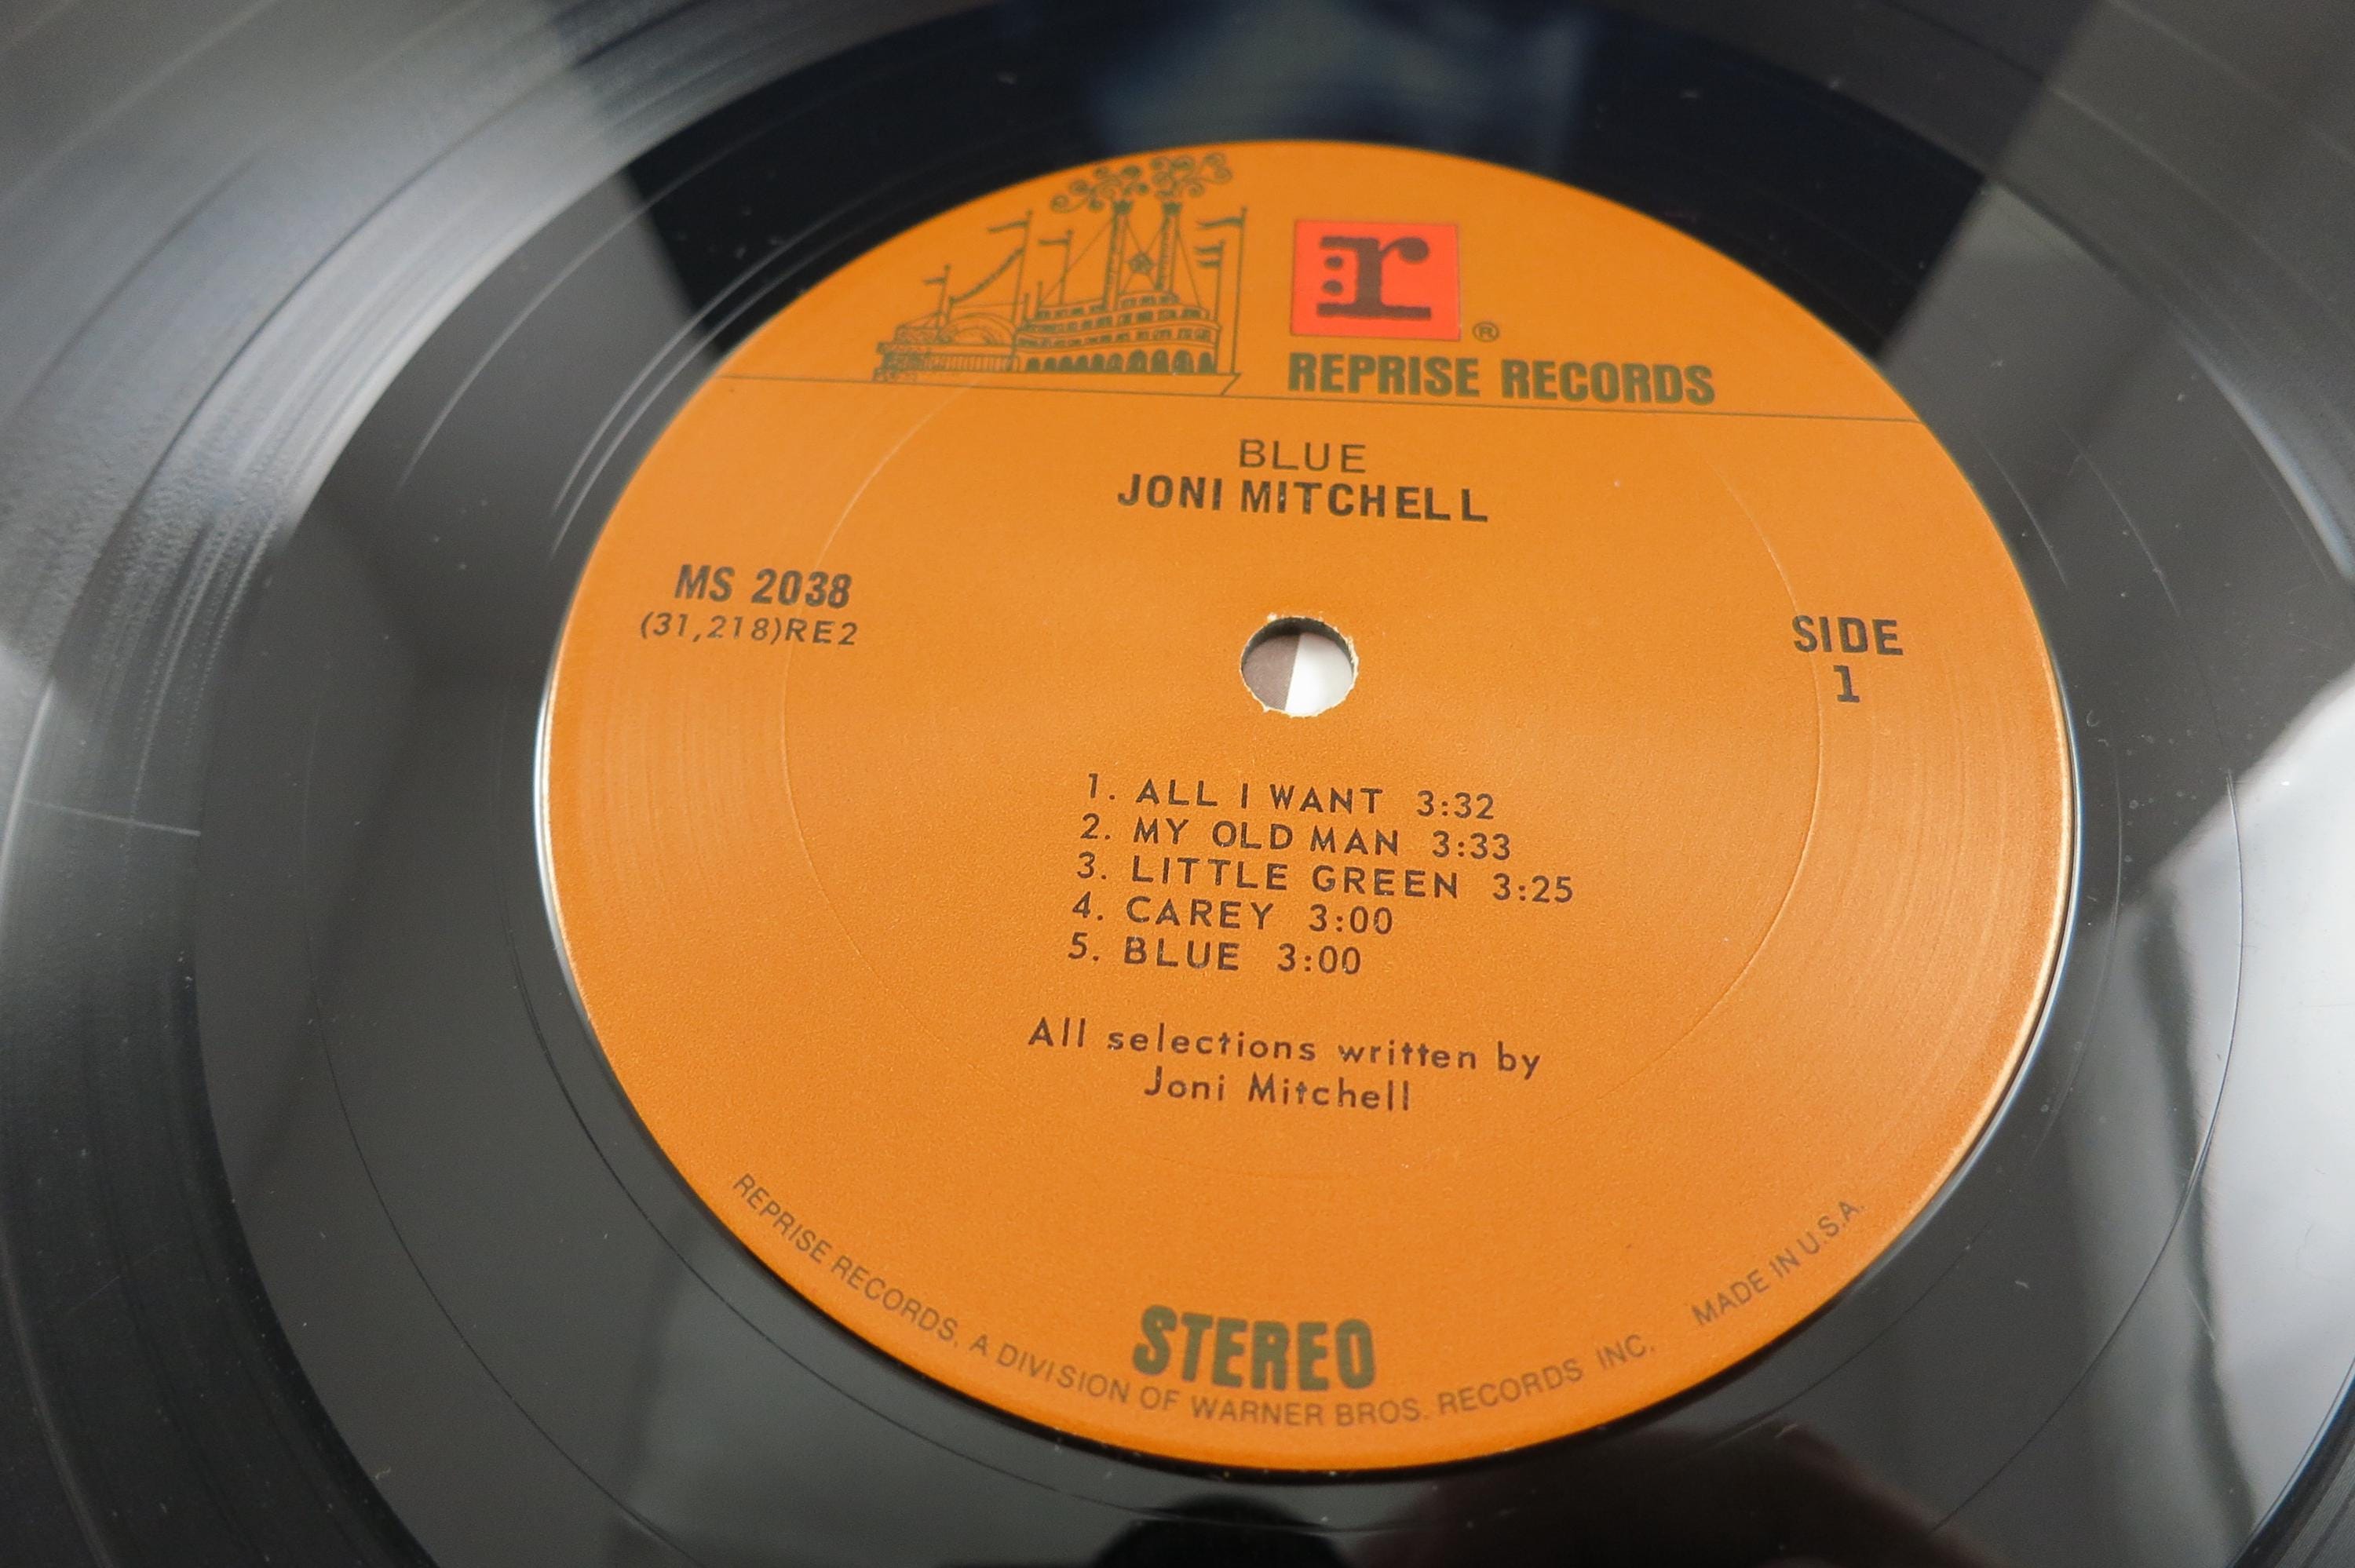 :r
®
REPRISE RECORDS
BLUE
JONI MITCHELL
MS 2038
(31,218)RE2
SIDE
1
1. ALL I WANT 3:32
2. MY OLD MAN 3:33
3. LITTLE GREEN 3:25
4. CAREY 3:00
5. BLUE 3:00
All selections written by
Joni Mitchell
STEREO
REPRISE RECORDS, A DIVISION OF WARNER BROS. RECORDS INC. MADE IN U.S.A.